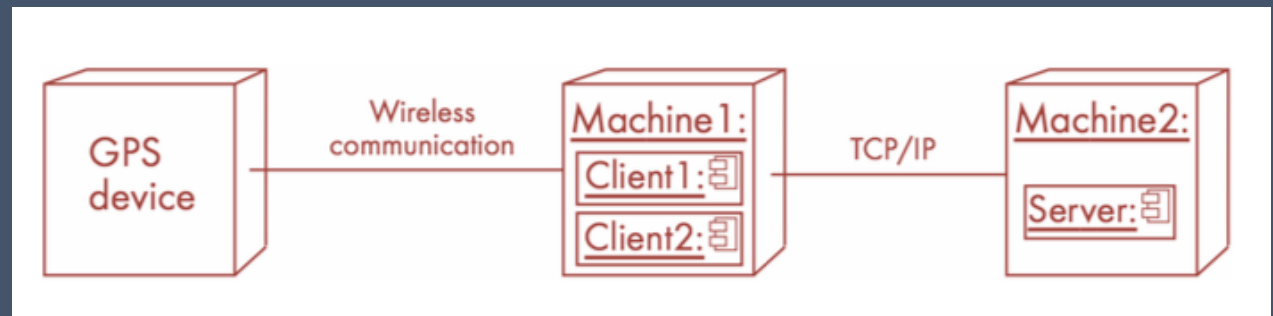 GPS
device
Wireless
communication
Machine1:
Client1:
Client2:
TCP/IP
Machine2:
Server: